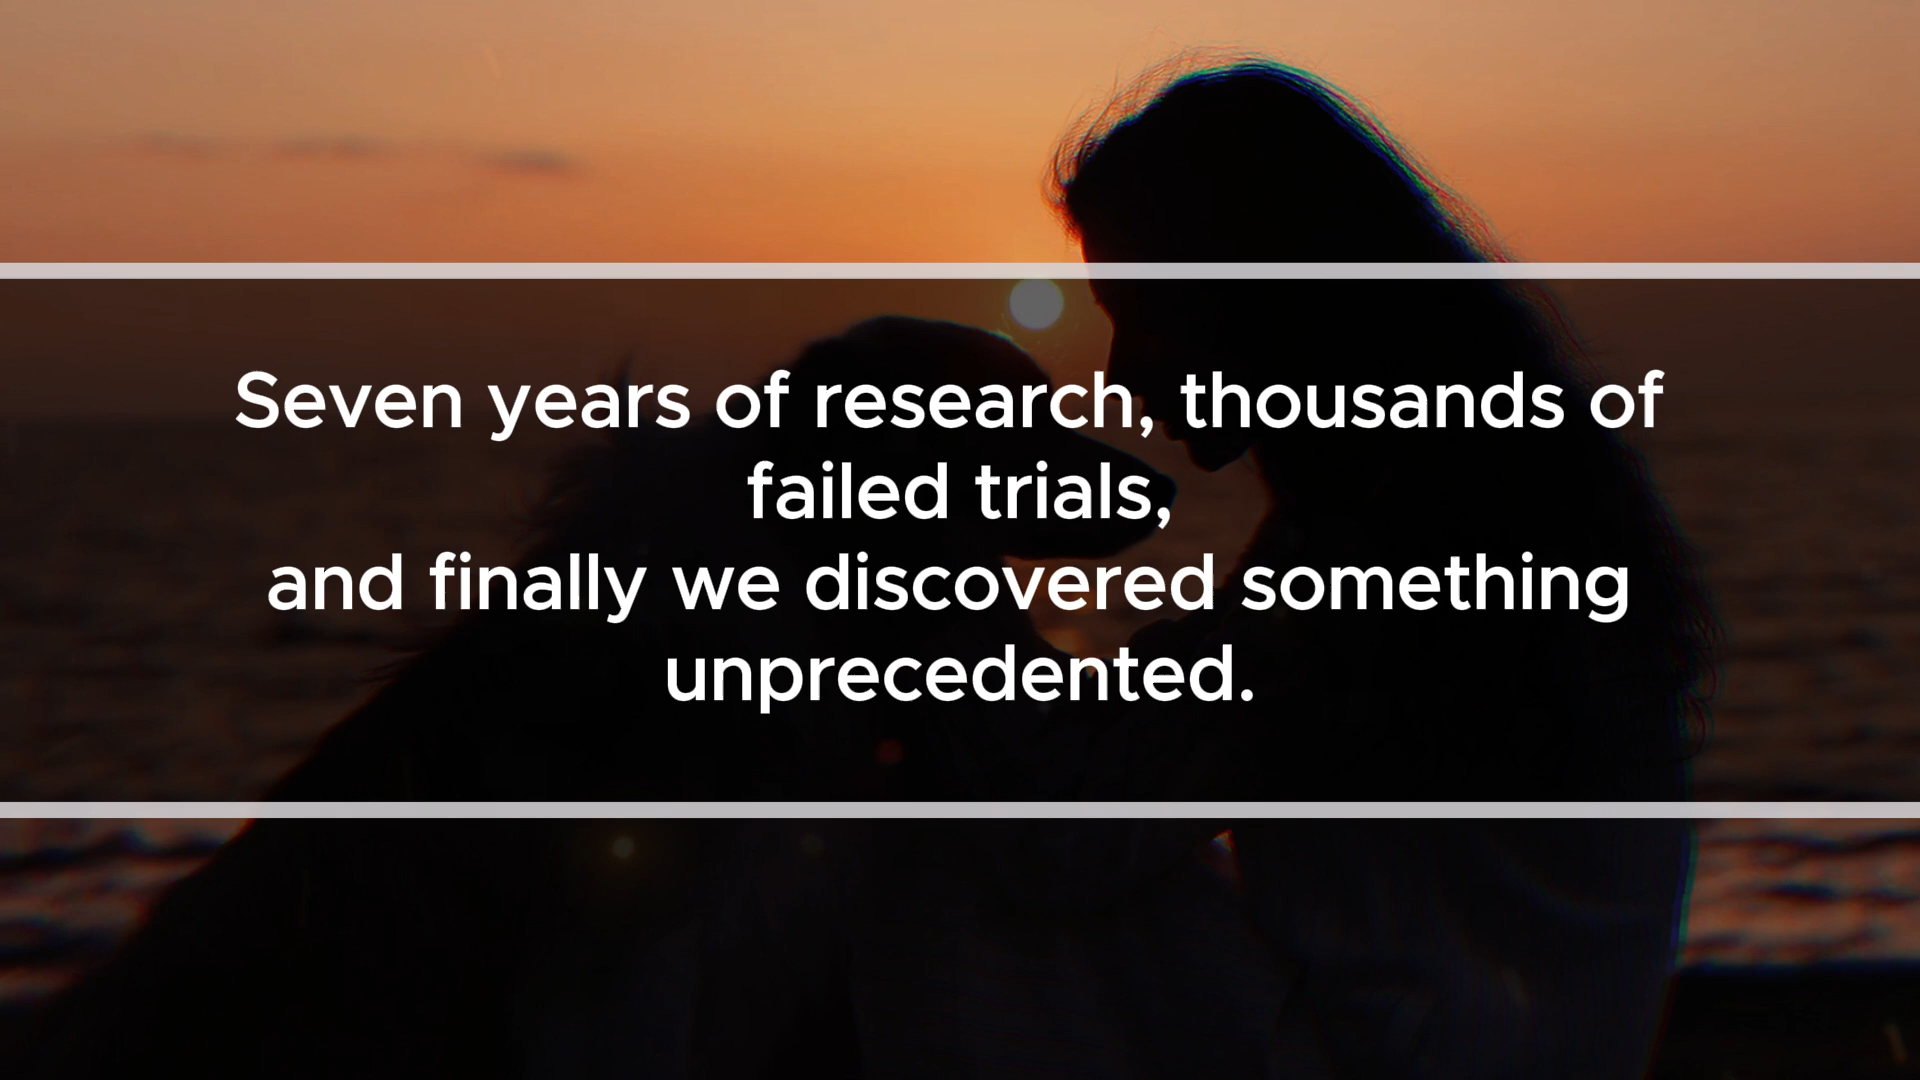 Seven years of research, thousands of
failed trials,
and finally we discovered something
unprecedented.